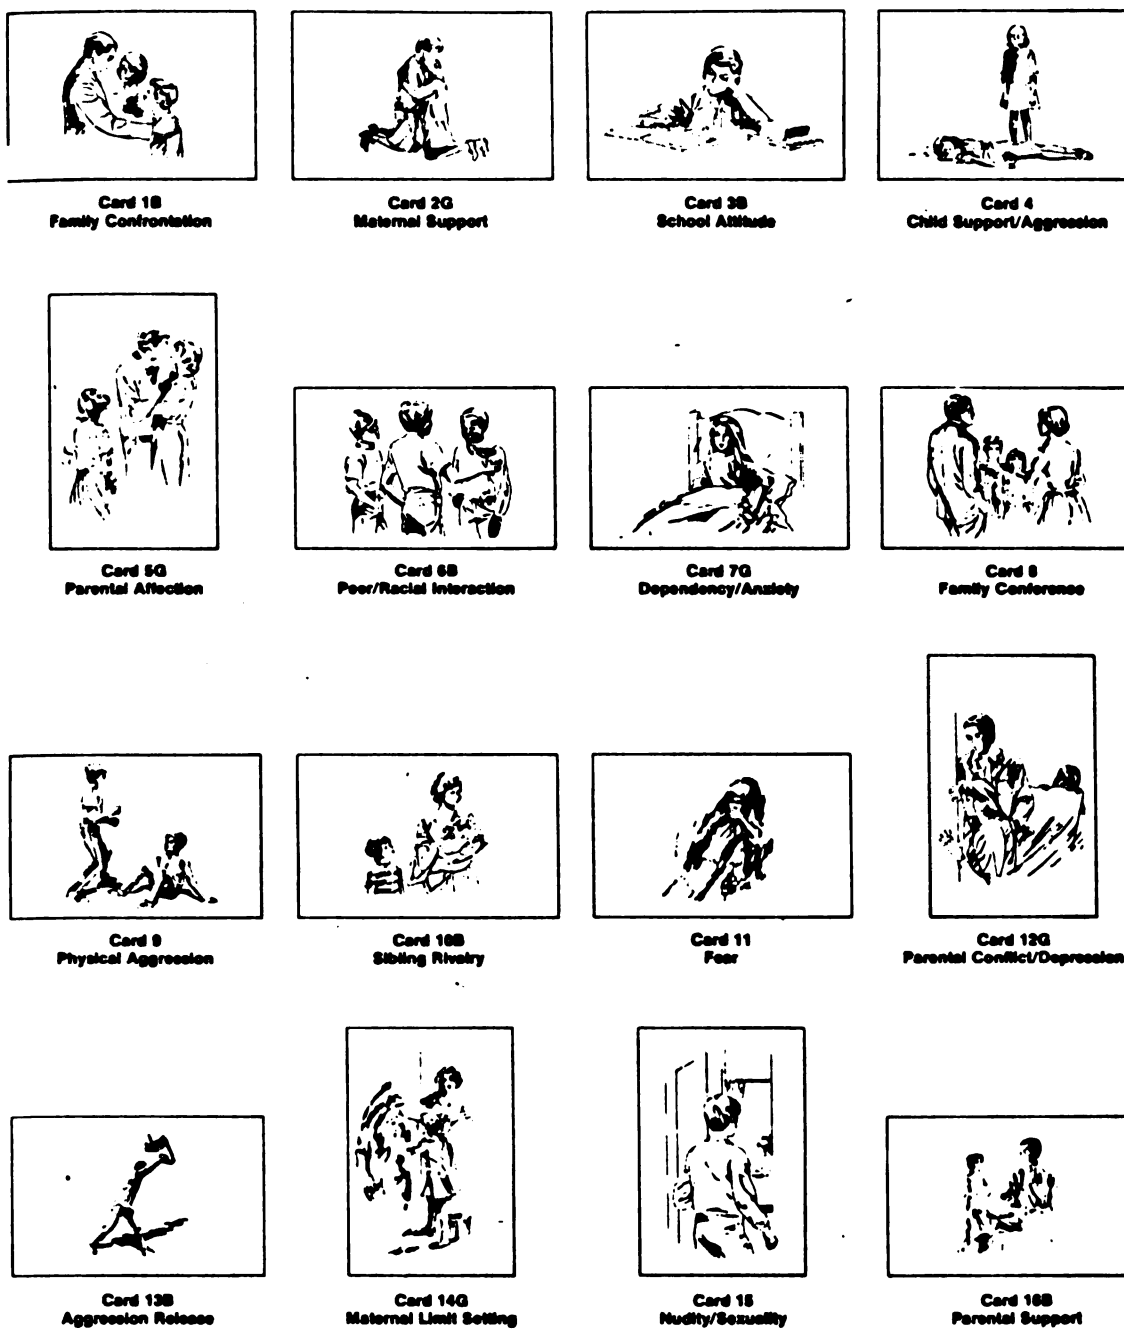 Card 1B
Family Confrontation
Card 2G
Maternal Support
Card 3B
School Attitude
Card 4
Child Support/Aggression
Card 5G
Parental Affection
Card 6B
Peer/Racial Interaction
Card 7G
Dependency/Anxiety
Card 8
Family Conference
Card 9
Physical Aggression
Card 10B
Sibling Rivalry
Card 11
Fear
Card 12G
Parental Conflict/Depression
Card 13B
Aggression Release
Card 14G
Maternal Limit Setting
Card 15
Nudity/Sexuality
Card 16B
Parental Support